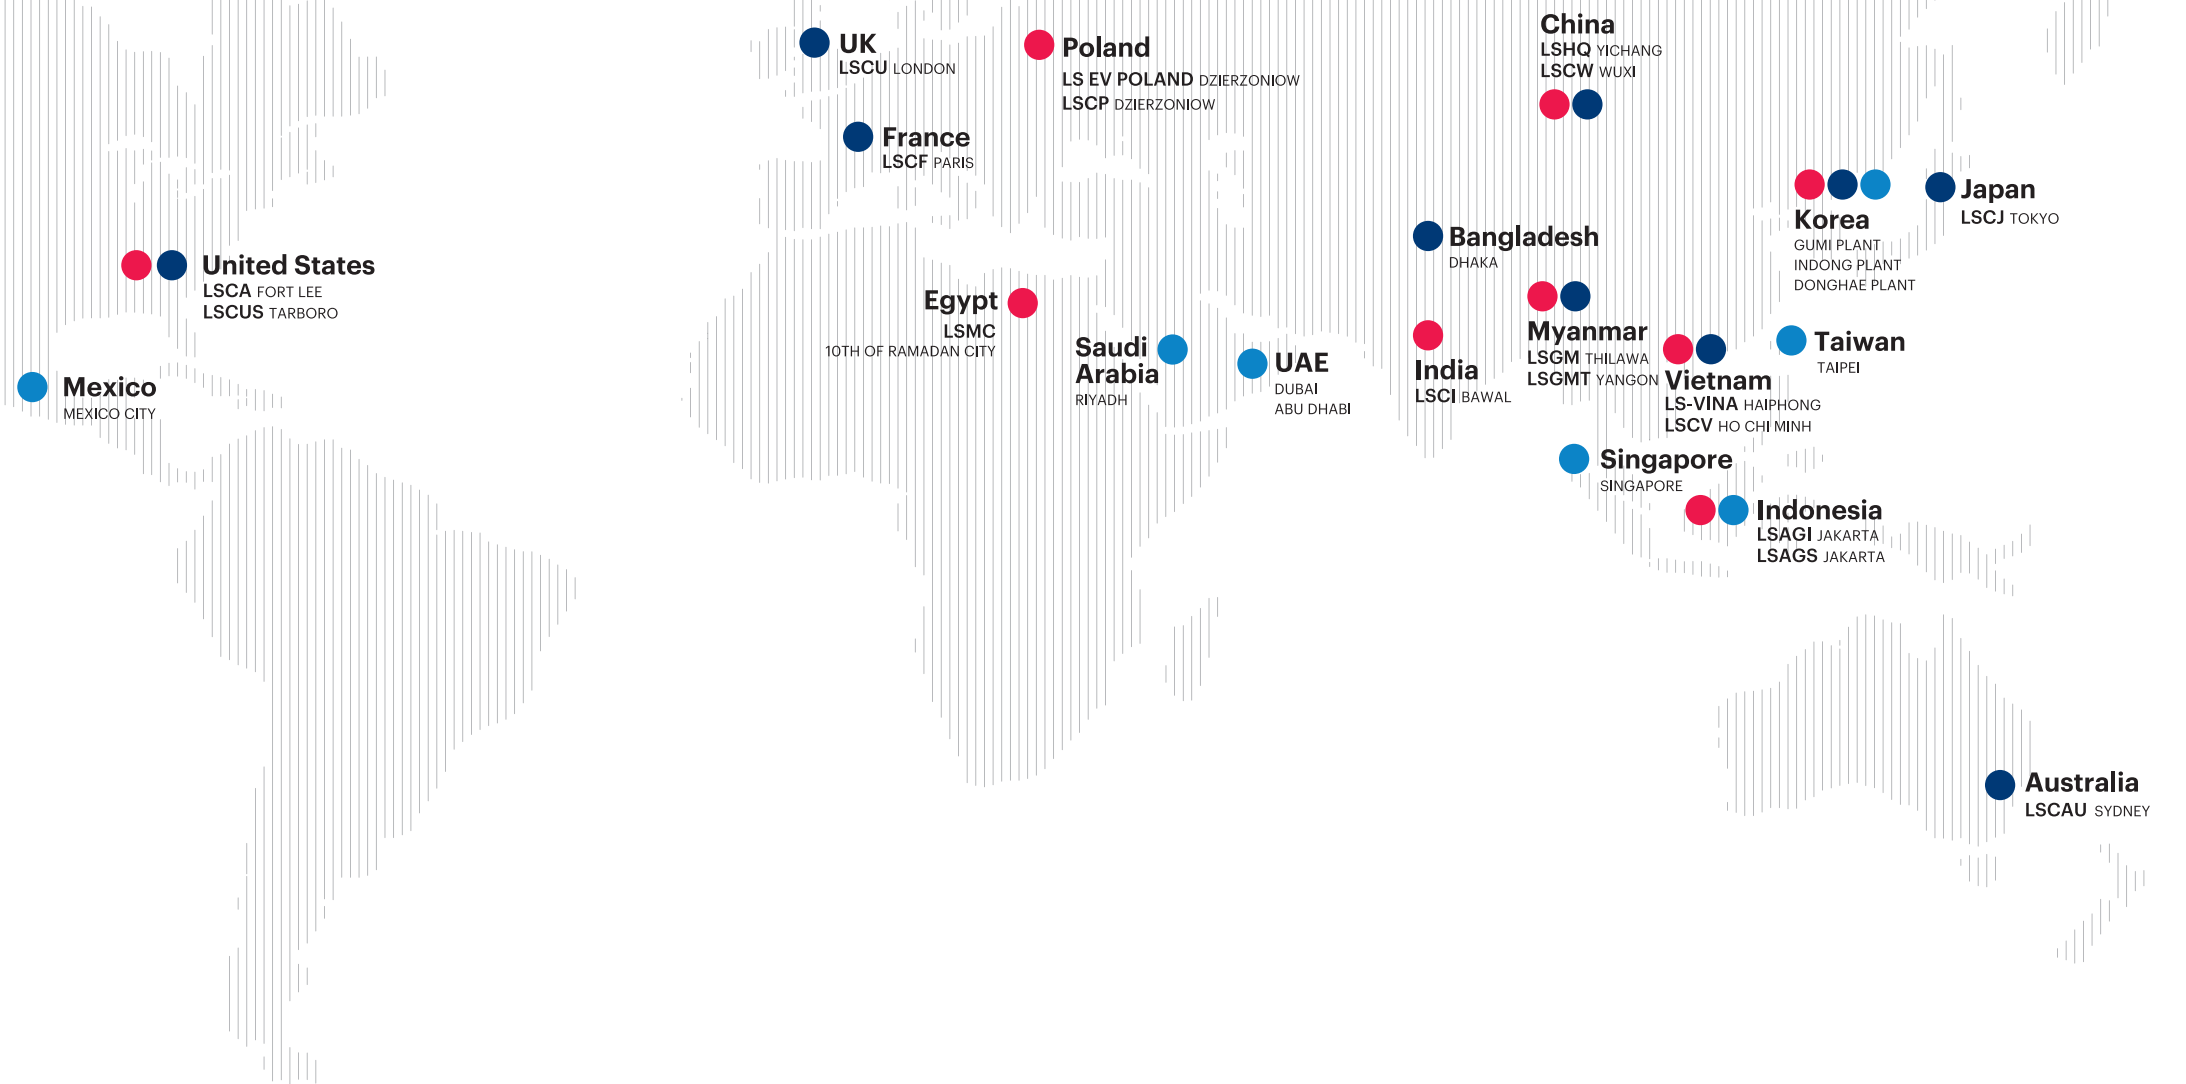 UK
LSCU LONDON
Poland
LS EV POLAND DZIERZONIOW
LSCP DZIERZONIOW
China
LSHQ YICHANG
LSCW WUXI
France
LSCF PARIS
Korea
GUMI PLANT
INDONG PLANT
DONGHAE PLANT
Japan
LSCJ TOKYO
United States
LSCA FORT LEE
LSCUS TARBORO
Bangladesh
DHAKA
Egypt
LSMC
10TH OF RAMADAN CITY
Saudi
Arabia
RIYADH
UAE
DUBAI
ABU DHABI
India
LSCI BAWAL
Myanmar
LSGM THILAWA
LSGMT YANGON
Vietnam
LS-VINA HAIPHONG
LSCV HO CHI MINH
Taiwan
TAIPEI
Mexico
MEXICO CITY
Singapore
SINGAPORE
Indonesia
LSAGI JAKARTA
LSAGS JAKARTA
Australia
LSCAU SYDNEY